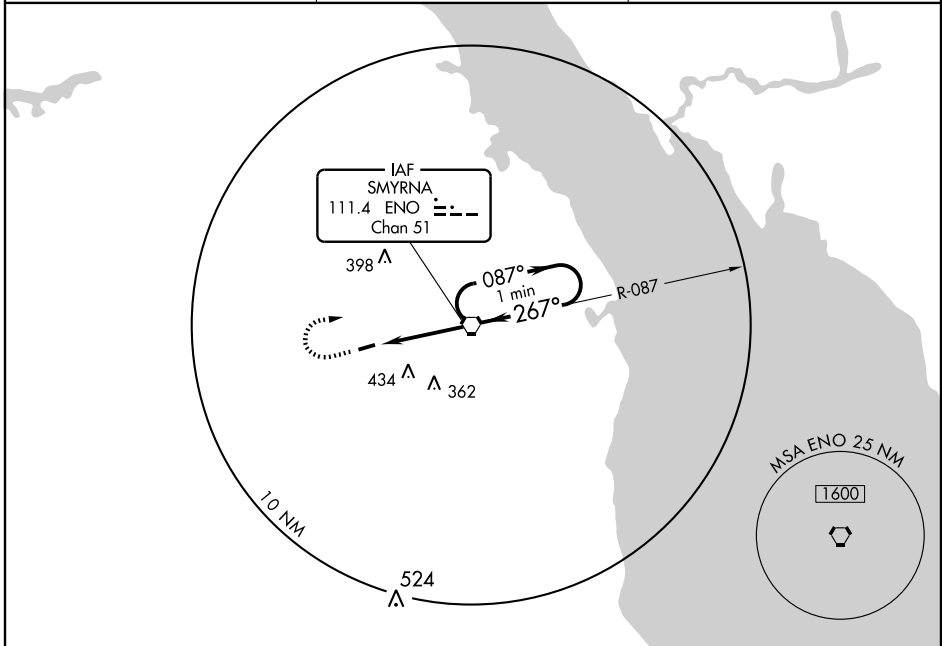 IAF
SMYRNA
111.4 ENO
Chan 51
398
087°
1 min
267°
R-087
434
362
10 NM
524
MSA ENO 25 NM
1600